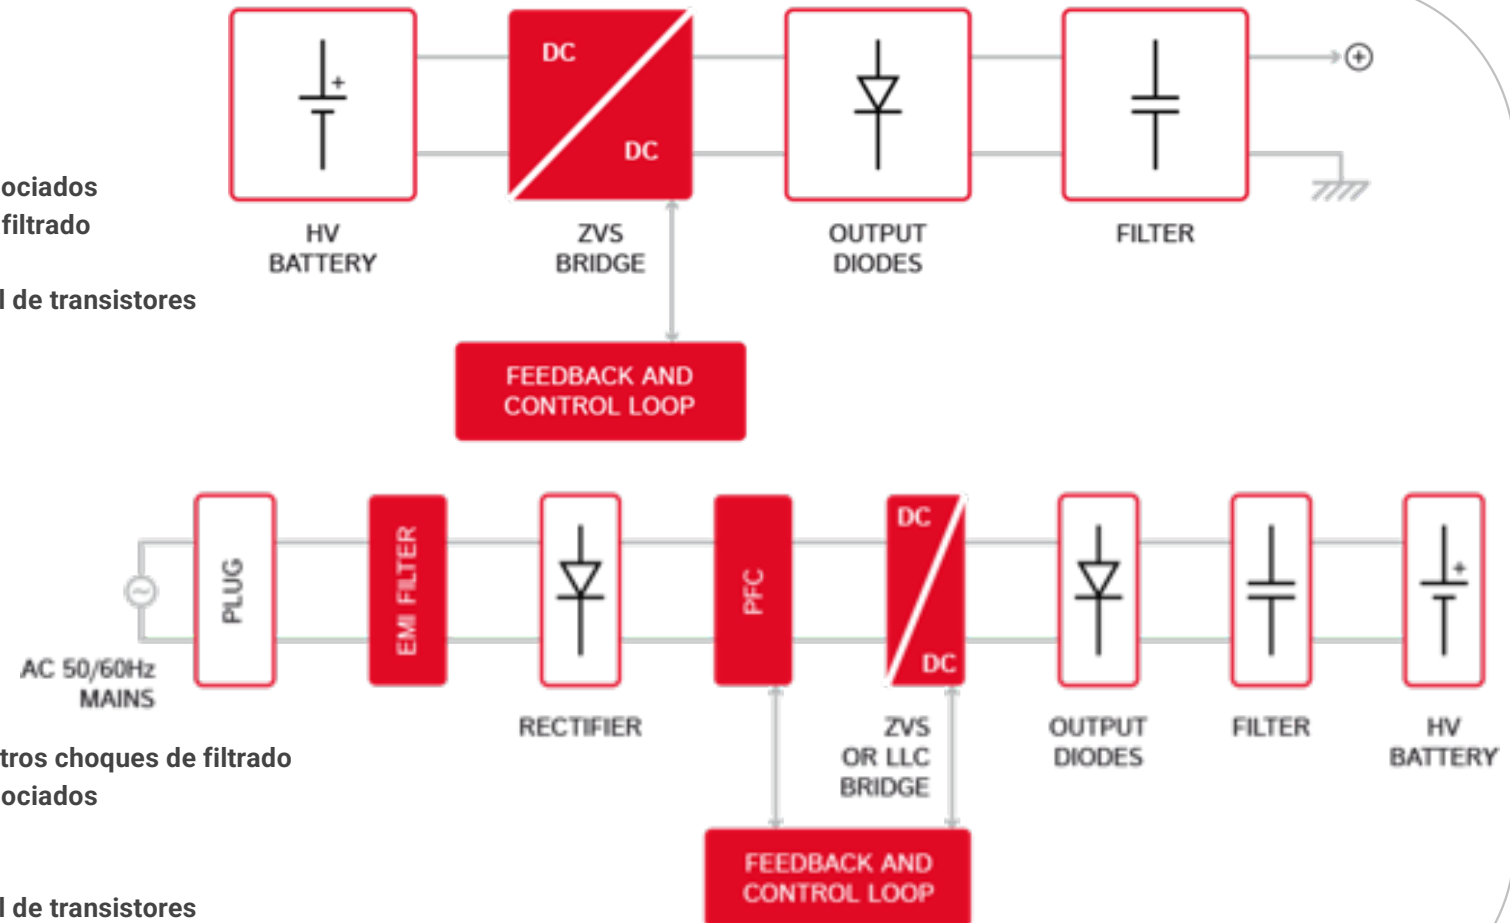 DC
DC
ociados
filtrado
HV
BATTERY
ZVS
BRIDGE
OUTPUT
DIODES
FILTER
l de transistores
FEEDBACK AND
CONTROL LOOP
PLUG
EMI FILTER
PFC
DC
DC
AC 50/60Hz
MAINS
RECTIFIER
ZVS
OR LLC
BRIDGE
OUTPUT
DIODES
FILTER
HV
BATTERY
tros choques de filtrado
ociados
FEEDBACK AND
CONTROL LOOP
l de transistores